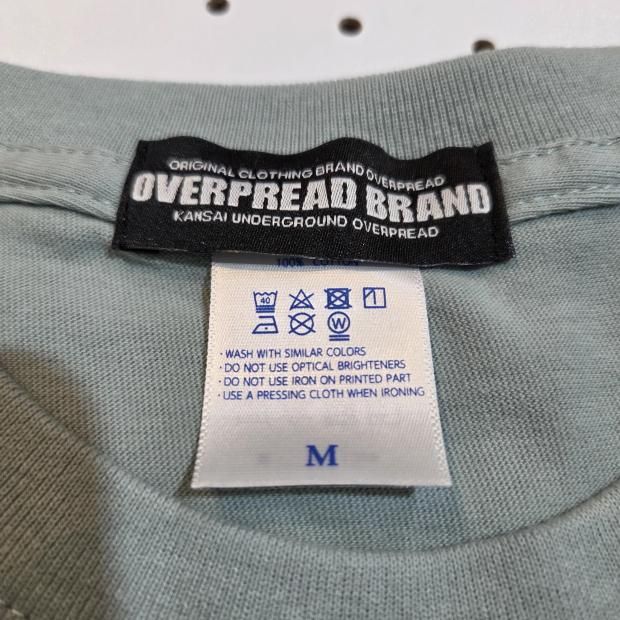 ORIGINAL CLOTHING BRAND OVERPREAD
OVERPREAD BRAND
KANSAI UNDERGROUND OVERPREAD
100% COTTON
40
W
· WASH WITH SIMILAR COLORS
· DO NOT USE OPTICAL BRIGHTENERS
· DO NOT USE IRON ON PRINTED PART
· USE A PRESSING CLOTH WHEN IRONING
M